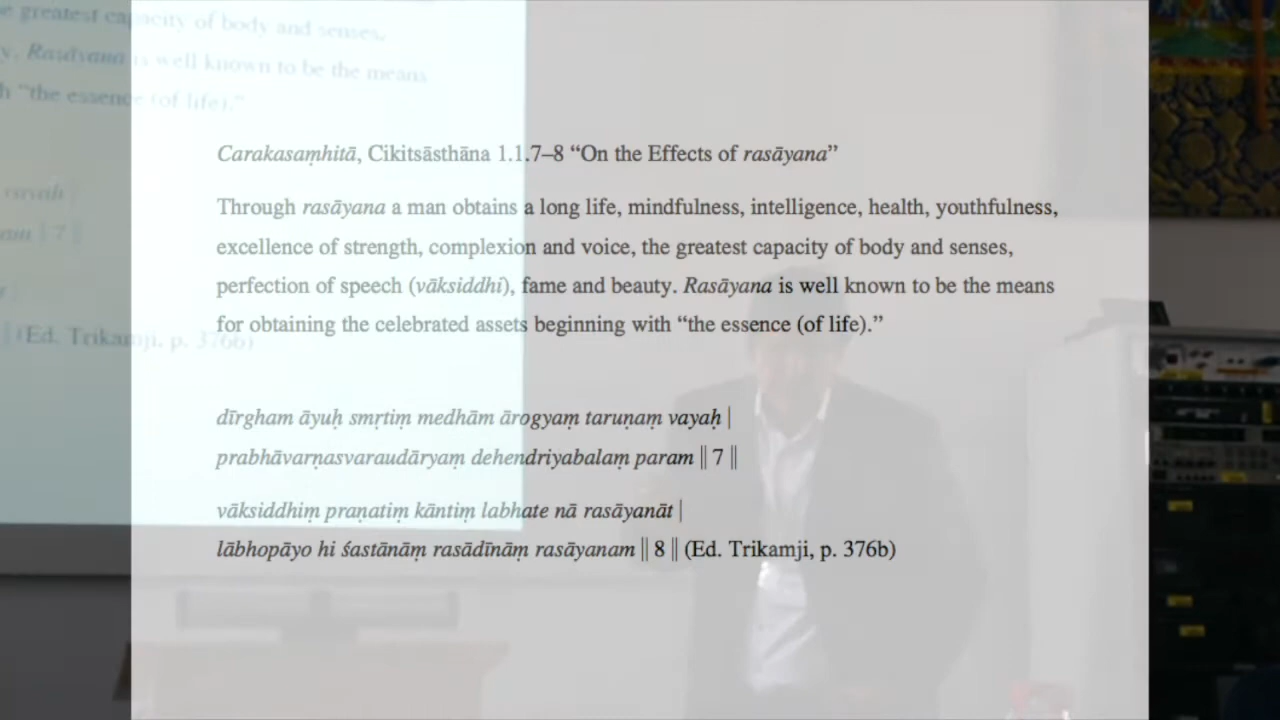 e greatest capacity of body and senses,
y. Rasāyana is well known to be the means
h “the essence (of life).”
Carakasaṃhitā, Cikitsāsthāna 1.1.7–8 “On the Effects of rasāyana”
Through rasāyana a man obtains a long life, mindfulness, intelligence, health, youthfulness,
excellence of strength, complexion and voice, the greatest capacity of body and senses,
perfection of speech (vāksiddhi), fame and beauty. Rasāyana is well known to be the means
for obtaining the celebrated assets beginning with “the essence (of life).”
(Ed. Trikamji, p. 376b)
dīrgham āyuḥ smṛtiṃ medhām ārogyaṃ taruṇaṃ vayaḥ |
prabhāvarṇasvaraudāryaṃ dehendriyabalaṃ param || 7 ||
vāksiddhiṃ praṇatiṃ kāntiṃ labhate nā rasāyanāt |
lābhopāyo hi śastānāṃ rasādīnāṃ rasāyanam || 8 || (Ed. Trikamji, p. 376b)